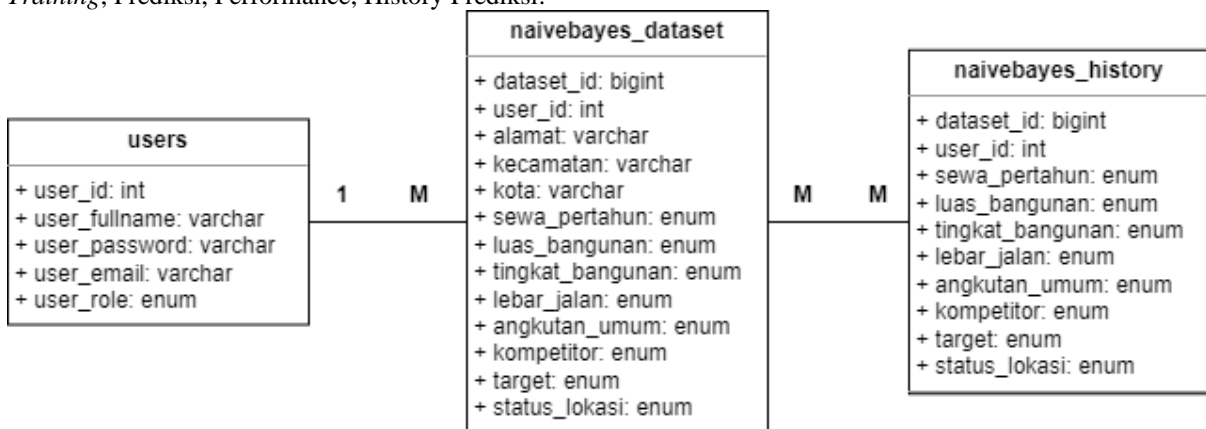 Training, Prediksi, Performance, History Prediksi.
users
+ user_id: int
+ user_fullname: varchar
+ user_password: varchar
+ user_email: varchar
+ user_role: enum
1 M
naivebayes_dataset
+ dataset_id: bigint
+ user_id: int
+ alamat: varchar
+ kecamatan: varchar
+ kota: varchar
+ sewa_pertahun: enum
+ luas_bangunan: enum
+ tingkat_bangunan: enum
+ lebar_jalan: enum
+ angkutan_umum: enum
+ kompetitor: enum
+ target: enum
+ status_lokasi: enum
M M
naivebayes_history
+ dataset_id: bigint
+ user_id: int
+ sewa_pertahun: enum
+ luas_bangunan: enum
+ tingkat_bangunan: enum
+ lebar_jalan: enum
+ angkutan_umum: enum
+ kompetitor: enum
+ target: enum
+ status_lokasi: enum